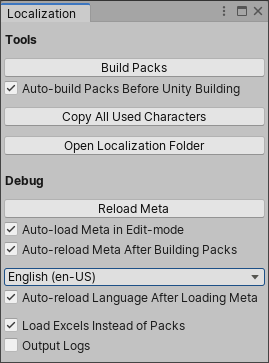 Localization
Tools
Build Packs
Auto-build Packs Before Unity Building
Copy All Used Characters
Open Localization Folder
Debug
Reload Meta
Auto-load Meta in Edit-mode
Auto-reload Meta After Building Packs
English (en-US)
Auto-reload Language After Loading Meta
Load Excels Instead of Packs
Output Logs